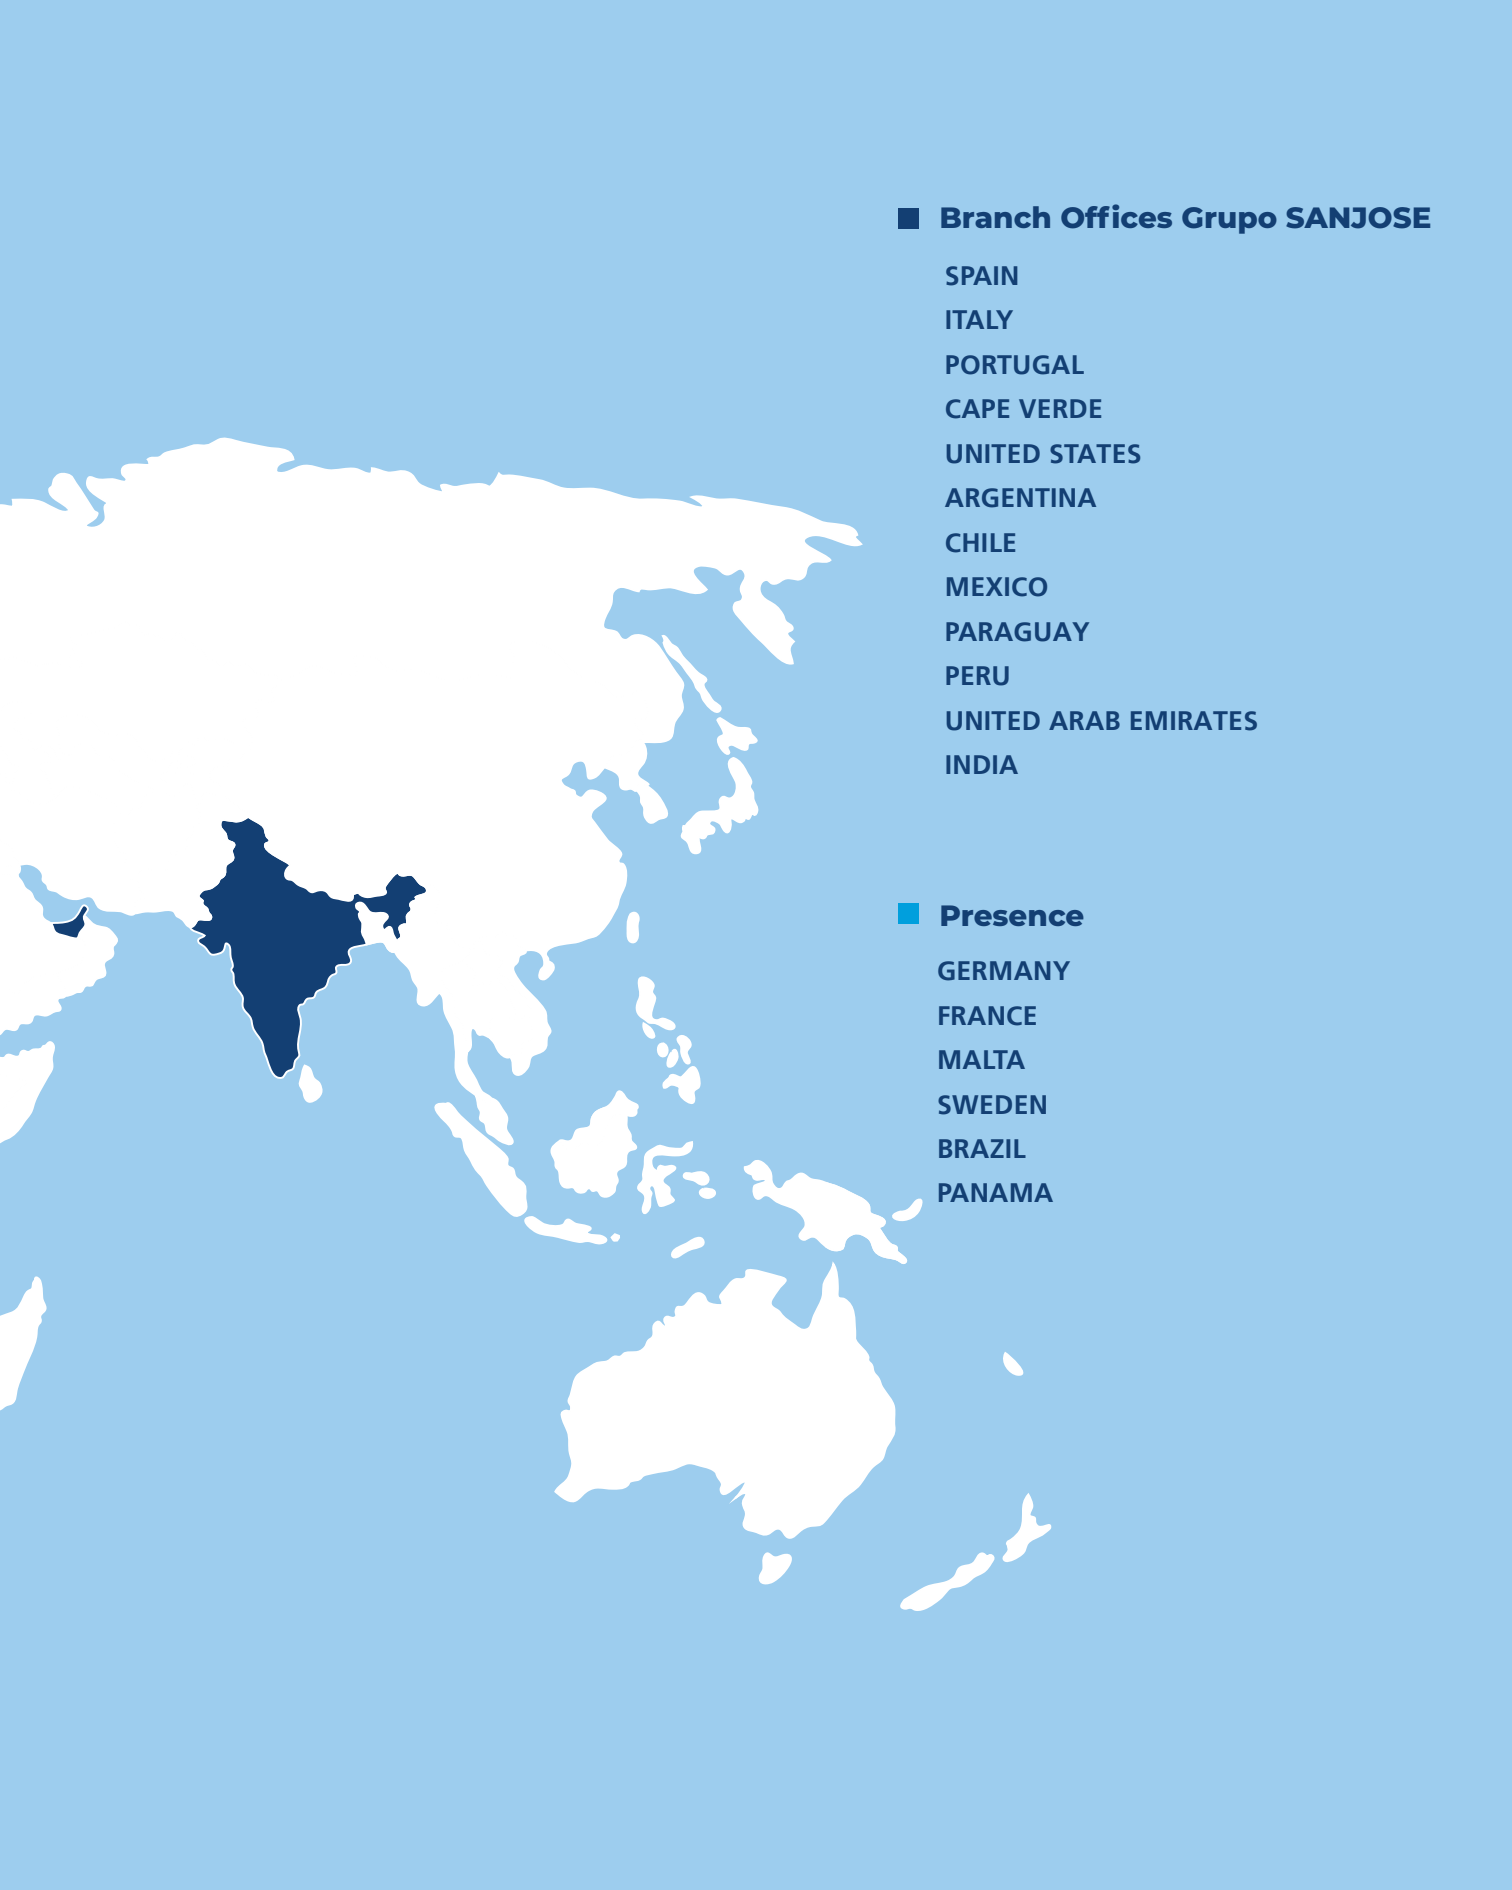 Branch Offices Grupo SANJOSE
SPAIN
ITALY
PORTUGAL
CAPE VERDE
UNITED STATES
ARGENTINA
CHILE
MEXICO
PARAGUAY
PERU
UNITED ARAB EMIRATES
INDIA
Presence
GERMANY
FRANCE
MALTA
SWEDEN
BRAZIL
PANAMA